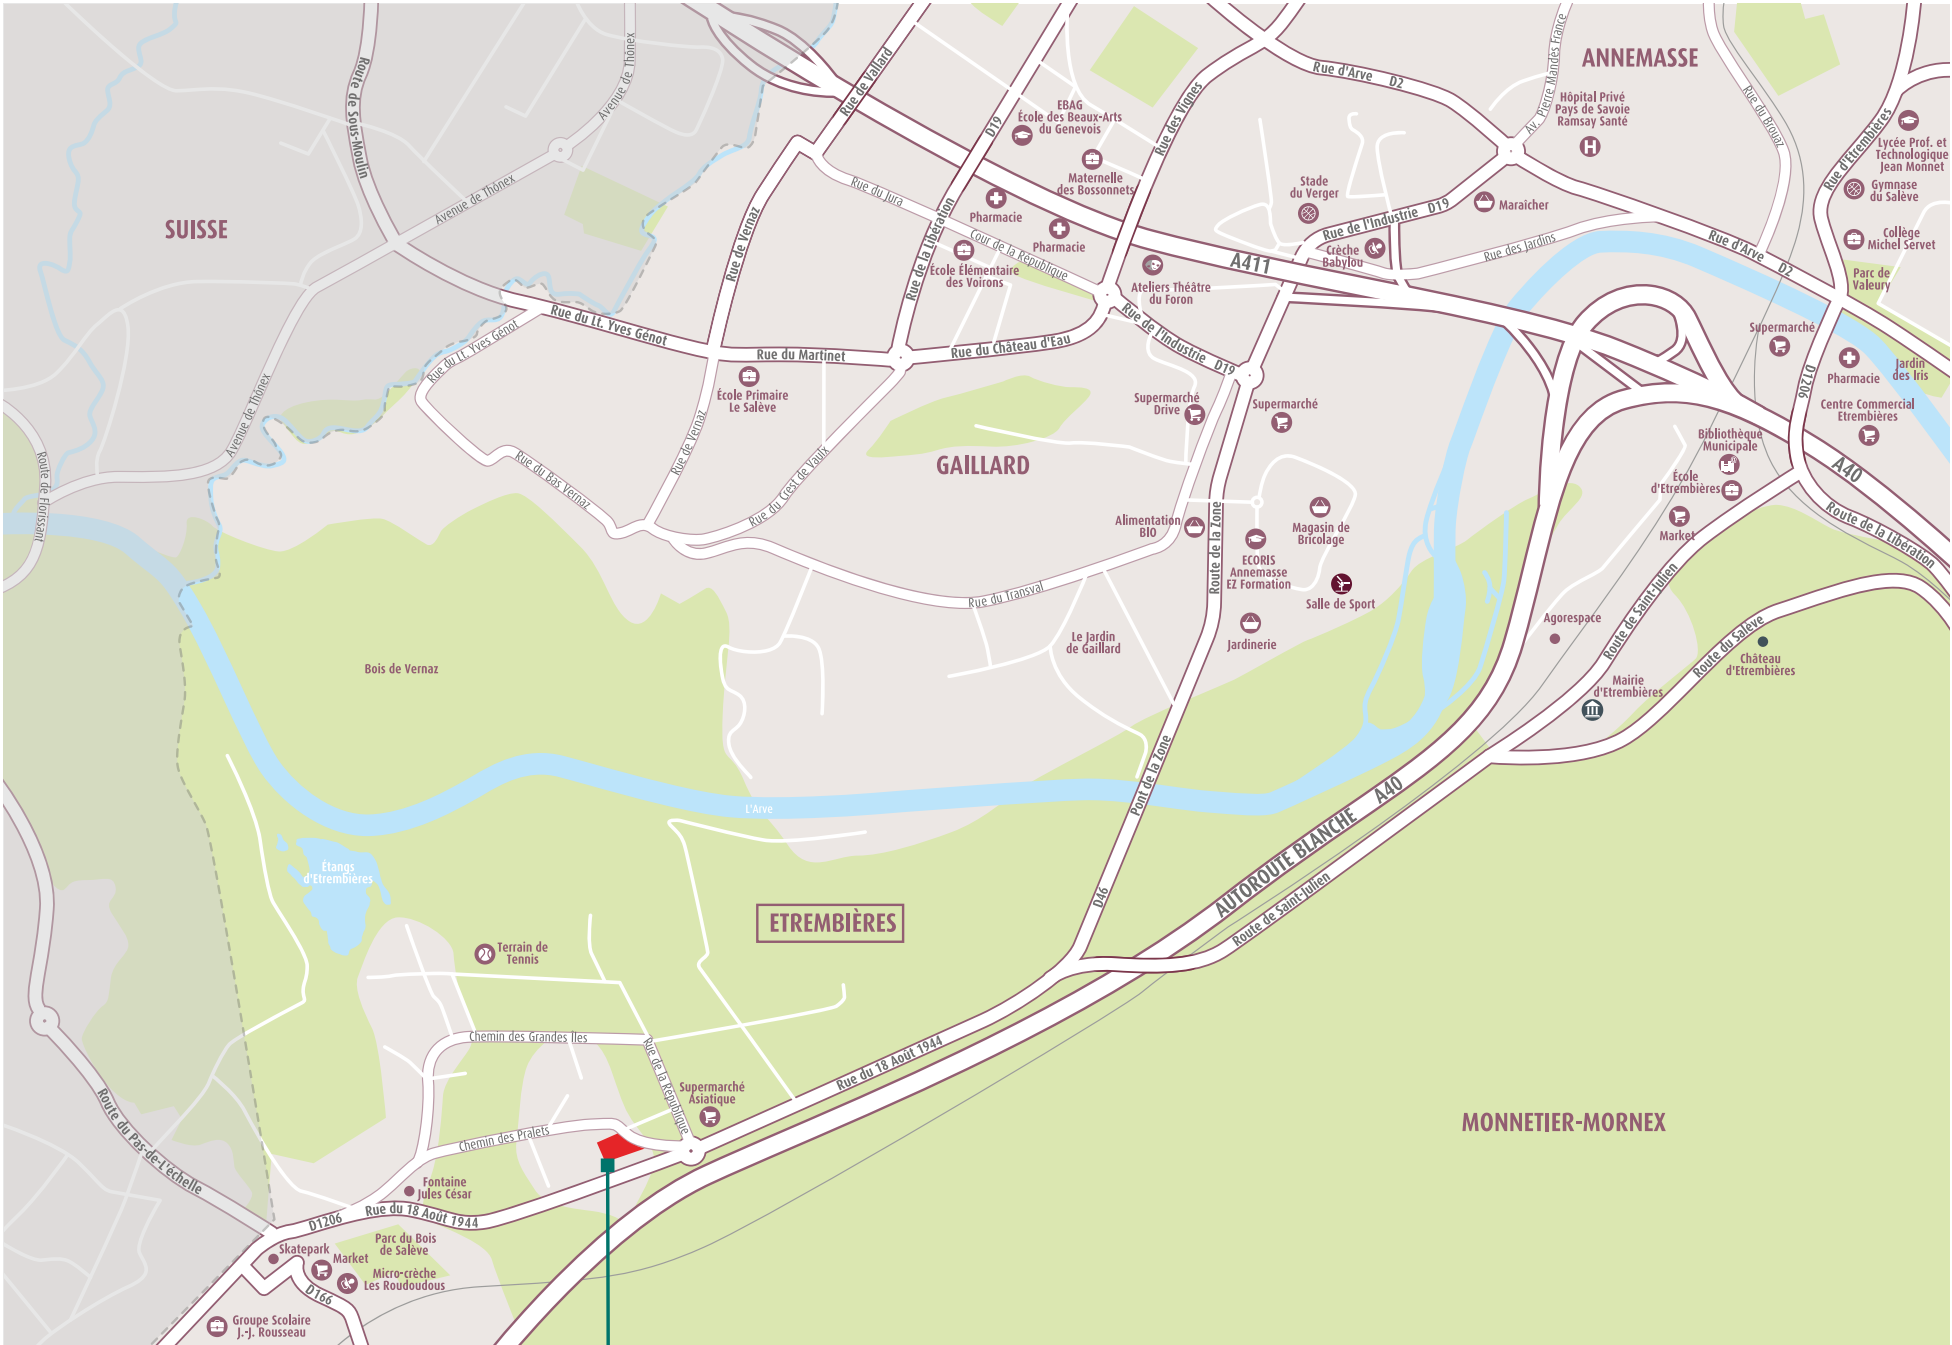 SUISSE
Route de Sous-Moulin
Avenue de Thônex
Avenue de Thônex
Avenue de Thônex
Route de Florissant
Rue de Vallard
D19
EBAG
École des Beaux-Arts
du Genevois
Maternelle
des Bossonnets
Rue des Vignes
Rue d'Arve
D2
Av. Pierre Mandès France
ANNEMASSE
Hôpital Privé
Pays de Savoie
Ramsay Santé
Rue du Brouaz
Rue d'Etrembières
Lycée Prof. et
Technologique
Jean Monnet
Gymnase
du Salève
Collège
Michel Servet
Parc de
Valeury
Rue du Jura
Pharmacie
Pharmacie
Stade
du Verger
Maraîcher
Rue de l'Industrie
D19
Crèche
Babylou
Rue des Jardins
Rue d'Arve
D2
Rue de Vernaz
Rue de la Libération
École Élémentaire
des Voirons
Cour de la République
Ateliers Théâtre
du Foron
A411
Rue du Lt. Yves Génot
Rue du Lt. Yves Génot
Rue du Martinet
Rue du Château d'Eau
Rue de l'Industrie
D19
Supermarché
Pharmacie
Jardin
des Iris
D1206
Centre Commercial
Etrembières
École Primaire
Le Salève
Supermarché
Drive
Supermarché
Bibliothèque
Municipale
École
d'Etrembières
Market
A40
Route de la Libération
Rue du Bas Vernaz
Rue de Vernaz
Rue du Crest de Vaulx
GAILLARD
Alimentation
BIO
Route de la Zone
Magasin de
Bricolage
ECORIS
Annemasse
EZ Formation
Salle de Sport
Rue du Transval
Jardinerie
Le Jardin
de Gaillard
Agorespace
Route de Saint-Julien
Route du Salève
Château
d'Etrembières
Mairie
d'Etrembières
Bois de Vernaz
L'Arve
Pont de la Zone
AUTOROUTE BLANCHE
A40
Route de Saint-Julien
Étangs
d'Etrembières
D46
ETREMBIÈRES
Terrain de
Tennis
Chemin des Grandes Îles
Rue de la République
Supermarché
Asiatique
Rue du 18 Août 1944
MONNETIER-MORNEX
Route du Pas-de-L'échelle
Chemin des Pralets
Fontaine
Jules César
D1206
Rue du 18 Août 1944
Parc du Bois
de Salève
Skatepark
Market
Micro-crèche
Les Roudoudous
D166
Groupe Scolaire
J.-J. Rousseau